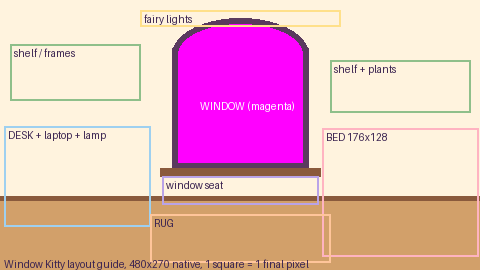 fairy lights
shelf / frames
shelf + plants
WINDOW (magenta)
DESK + laptop + lamp
BED 176x128
window seat
RUG
Window Kitty layout guide, 480x270 native, 1 square = 1 final pixel